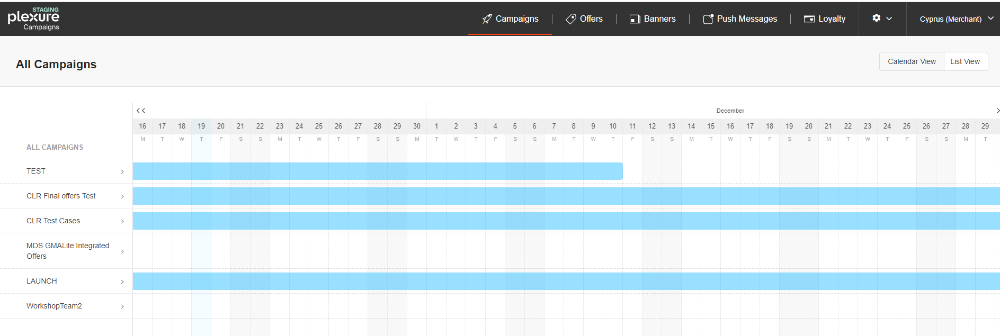 STAGING
plexure
Campaigns
Campaigns
Offers
Banners
Push Messages
Loyalty
Cyprus (Merchant)
All Campaigns
Calendar View
List View
December
16 17 18 19 20 21 22 23 24 25 26 27 28 29 30 1 2 3 4 5 6 7 8 9 10 11 12 13 14 15 16 17 18 19 20 21 22 23 24 25 26 27 28 29
M T W T F S S M T W T F S S M T W T F S S M T W T F S S M T W T F S S M T W T F S S M T
ALL CAMPAIGNS
TEST
CLR Final offers Test
CLR Test Cases
MDS GMALite Integrated
Offers
LAUNCH
WorkshopTeam2